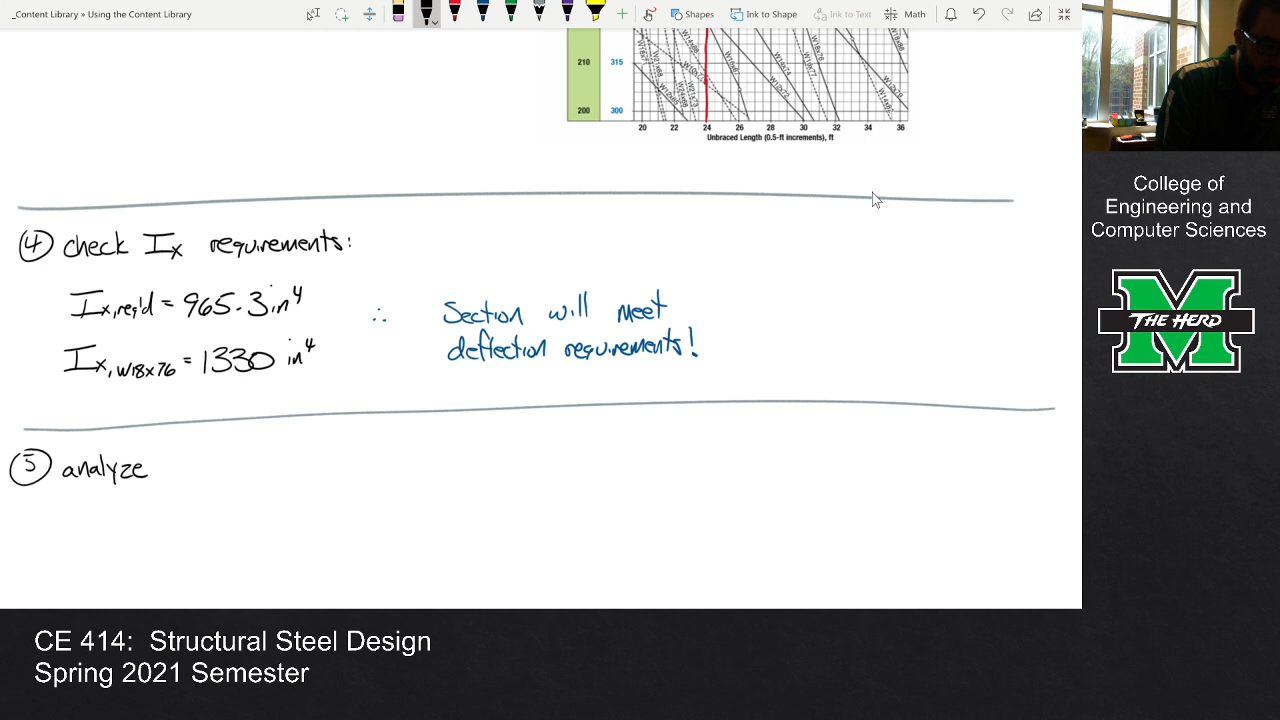 _Content Library » Using the Content Library
Shapes
Ink to Shape
Ink to Text
Math
210 315
200 300
20 22 24 26 28 30 32 34 36
Unbraced Length (0.5-ft increments), ft
④ check Ix requirements:
Ix,req'd = 965.3in⁴
Ix,W18x76 = 1330 in⁴
∴ Section will meet
deflection requirements!
⑤ analyze
College of
Engineering and
Computer Sciences
THE HERD
CE 414: Structural Steel Design
Spring 2021 Semester